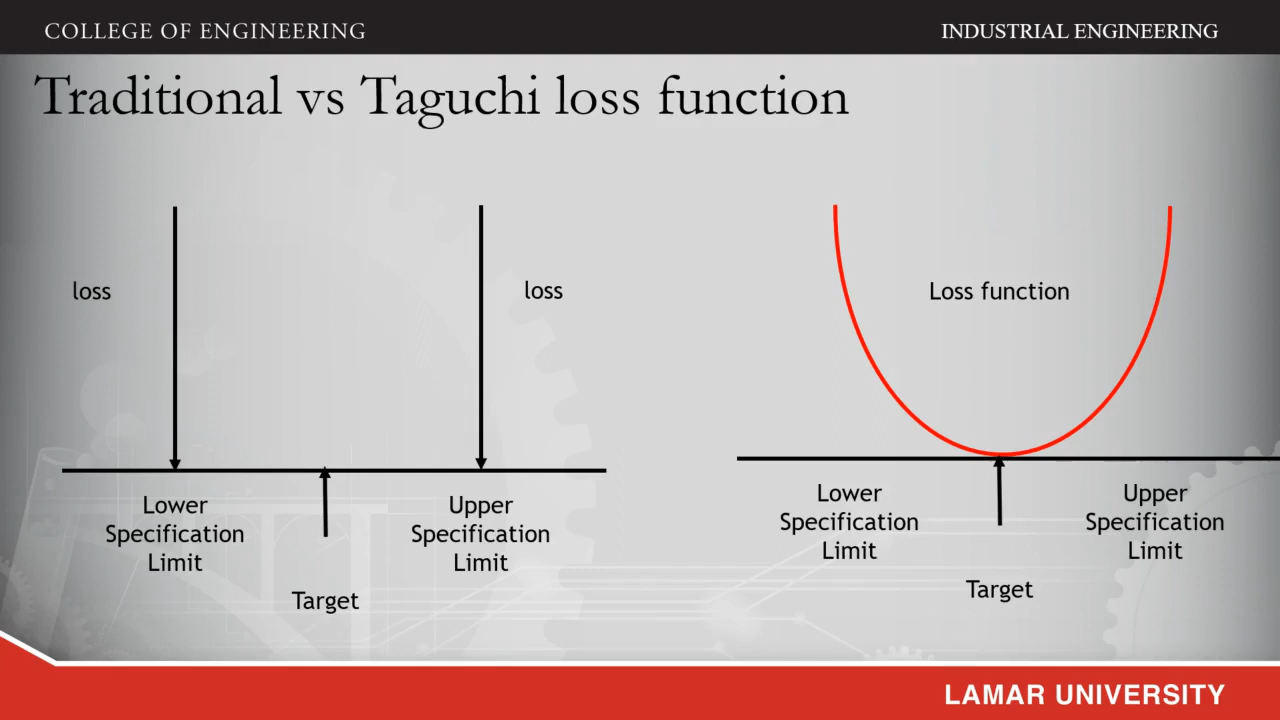 COLLEGE OF ENGINEERING
INDUSTRIAL ENGINEERING
Traditional vs Taguchi loss function
loss
loss
Lower
Specification
Limit
Target
Upper
Specification
Limit
Loss function
Lower
Specification
Limit
Target
Upper
Specification
Limit
LAMAR UNIVERSITY